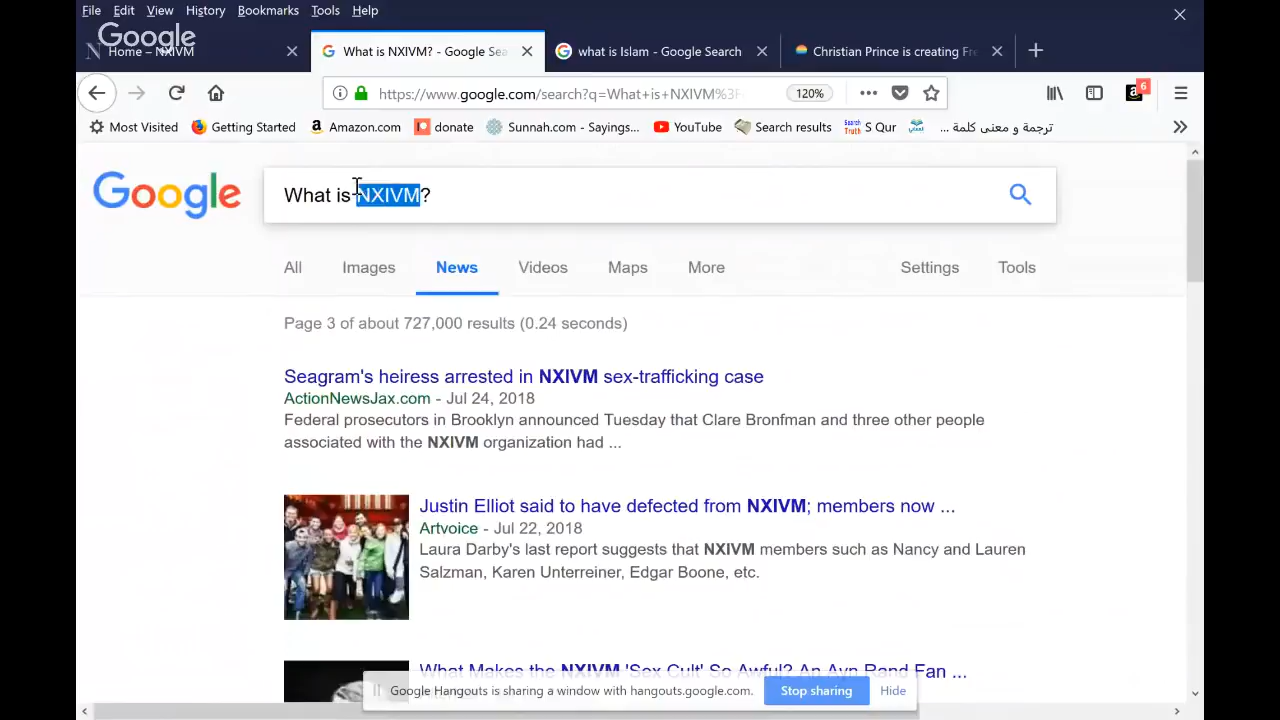 File Edit View History Bookmarks Tools Help
Google
Home – NXIVM
What is NXIVM? - Google Sea
what is Islam - Google Search
Christian Prince is creating Fre
https://www.google.com/search?q=What+is+NXIVM%3F
120%
6
Most Visited Getting Started Amazon.com donate Sunnah.com - Sayings... YouTube Search results Search Truth S Qur ترجمة و معنى كلمة ...
Google
What is NXIVM?
All Images News Videos Maps More Settings Tools
Page 3 of about 727,000 results (0.24 seconds)
Seagram's heiress arrested in NXIVM sex-trafficking case
ActionNewsJax.com - Jul 24, 2018
Federal prosecutors in Brooklyn announced Tuesday that Clare Bronfman and three other people
associated with the NXIVM organization had ...
Justin Elliot said to have defected from NXIVM; members now ...
Artvoice - Jul 22, 2018
Laura Darby's last report suggests that NXIVM members such as Nancy and Lauren
Salzman, Karen Unterreiner, Edgar Boone, etc.
What Makes the NXIVM 'Sex Cult' So Awful? An Ayn Rand Fan ...
Google Hangouts is sharing a window with hangouts.google.com. Stop sharing Hide